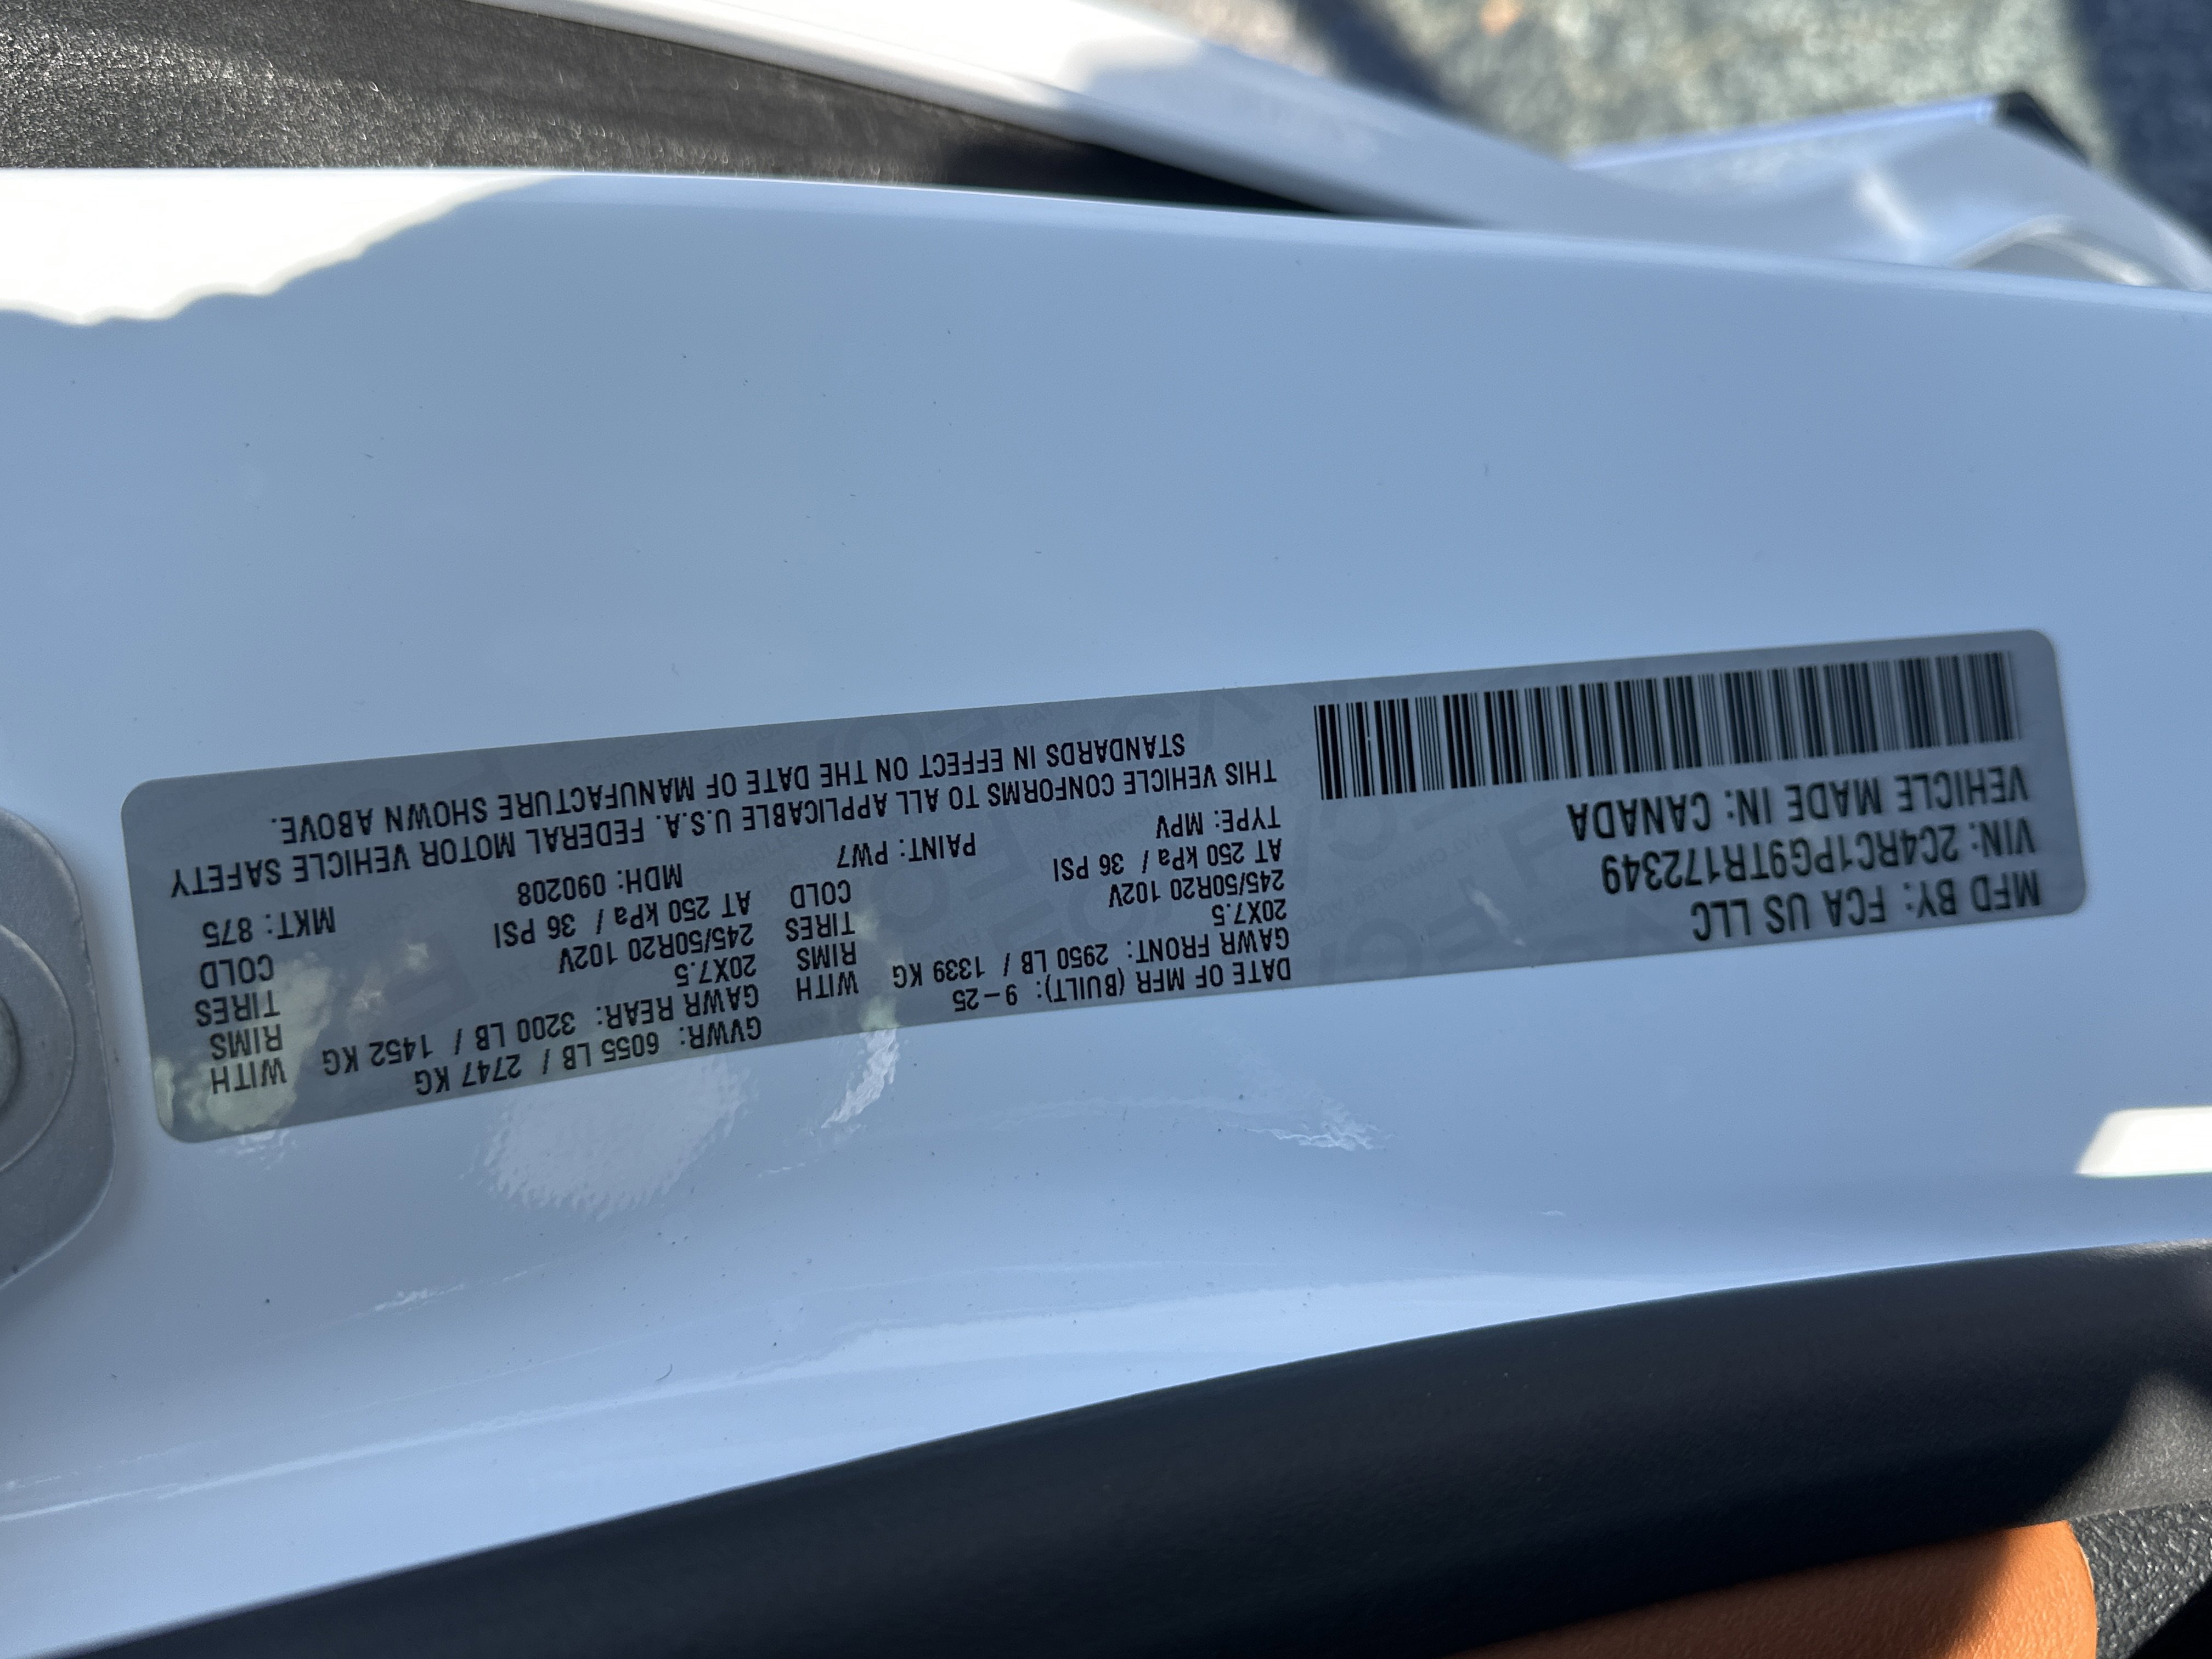 MFD BY: FCA US LLC
VIN: 2C4RC1PG9TR172349
VEHICLE MADE IN: CANADA
DATE OF MFR (BUILT): 9-25
GAWR FRONT: 2950 LB / 1339 KG WITH
20X7.5 RIMS
245/50R20 102V TIRES
AT 250 kPa / 36 PSI COLD
TYPE: MPV PAINT: PW7
GVWR: 6055 LB / 2747 KG
GAWR REAR: 3200 LB / 1452 KG WITH
20X7.5 RIMS
245/50R20 102V TIRES
AT 250 kPa / 36 PSI COLD
MDH: 090208 MKT: 875
THIS VEHICLE CONFORMS TO ALL APPLICABLE U.S.A. FEDERAL MOTOR VEHICLE SAFETY
STANDARDS IN EFFECT ON THE DATE OF MANUFACTURE SHOWN ABOVE.